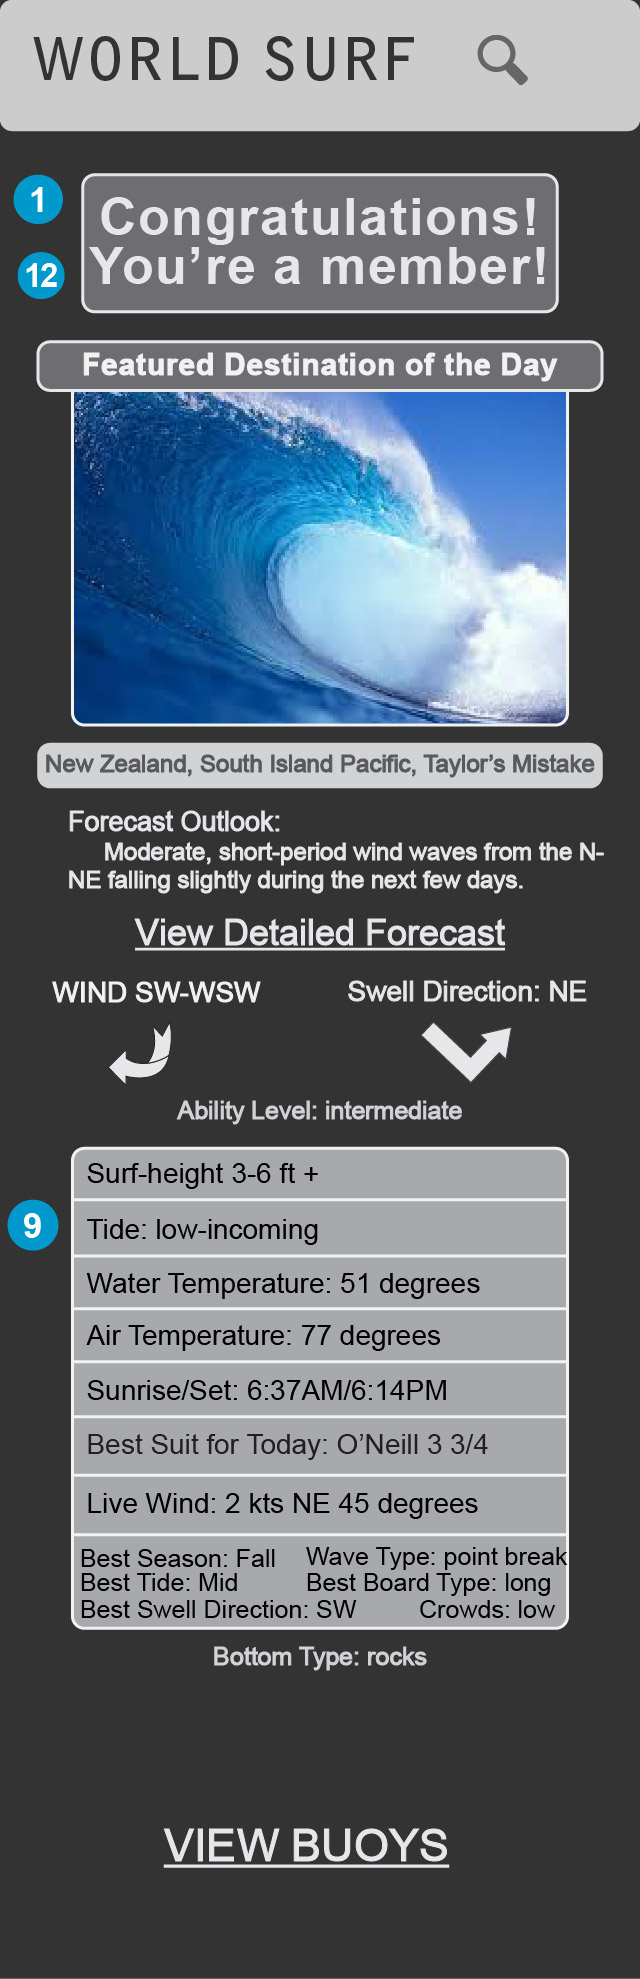 WORLD SURF
1
Congratulations!
12
You're a member!
Featured Destination of the Day
New Zealand, South Island Pacific, Taylor's Mistake
Forecast Outlook:
Moderate, short-period wind waves from the N-
NE falling slightly during the next few days.
View Detailed Forecast
WIND SW-WSW
Swell Direction: NE
Ability Level: intermediate
Surf-height 3-6 ft +
9
Tide: low-incoming
Water Temperature: 51 degrees
Air Temperature: 77 degrees
Sunrise/Set: 6:37AM/6:14PM
Best Suit for Today: O'Neill 3 3/4
Live Wind: 2 kts NE 45 degrees
Best Season: Fall Wave Type: point break
Best Tide: Mid Best Board Type: long
Best Swell Direction: SW Crowds: low
Bottom Type: rocks
VIEW BUOYS